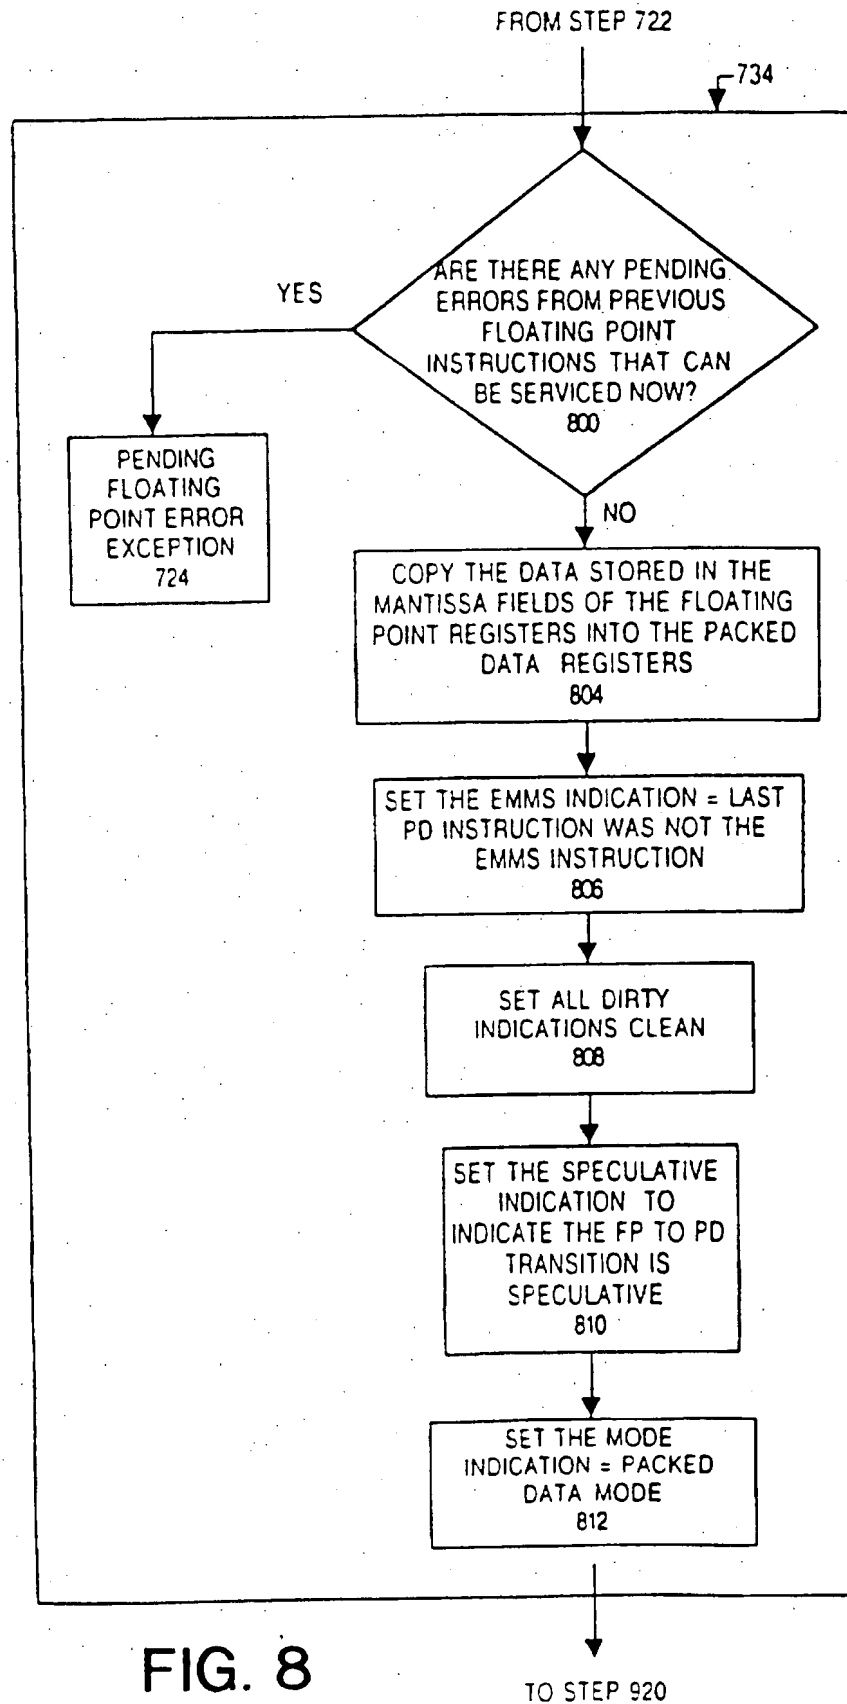 FROM STEP 722
734
ARE THERE ANY PENDING
ERRORS FROM PREVIOUS
FLOATING POINT
INSTRUCTIONS THAT CAN
BE SERVICED NOW?
800
YES
PENDING
FLOATING
POINT ERROR
EXCEPTION
724
NO
COPY THE DATA STORED IN THE
MANTISSA FIELDS OF THE FLOATING
POINT REGISTERS INTO THE PACKED
DATA REGISTERS
804
SET THE EMMS INDICATION = LAST
PD INSTRUCTION WAS NOT THE
EMMS INSTRUCTION
806
SET ALL DIRTY
INDICATIONS CLEAN
808
SET THE SPECULATIVE
INDICATION TO
INDICATE THE FP TO PD
TRANSITION IS
SPECULATIVE
810
SET THE MODE
INDICATION = PACKED
DATA MODE
812
FIG. 8
TO STEP 920